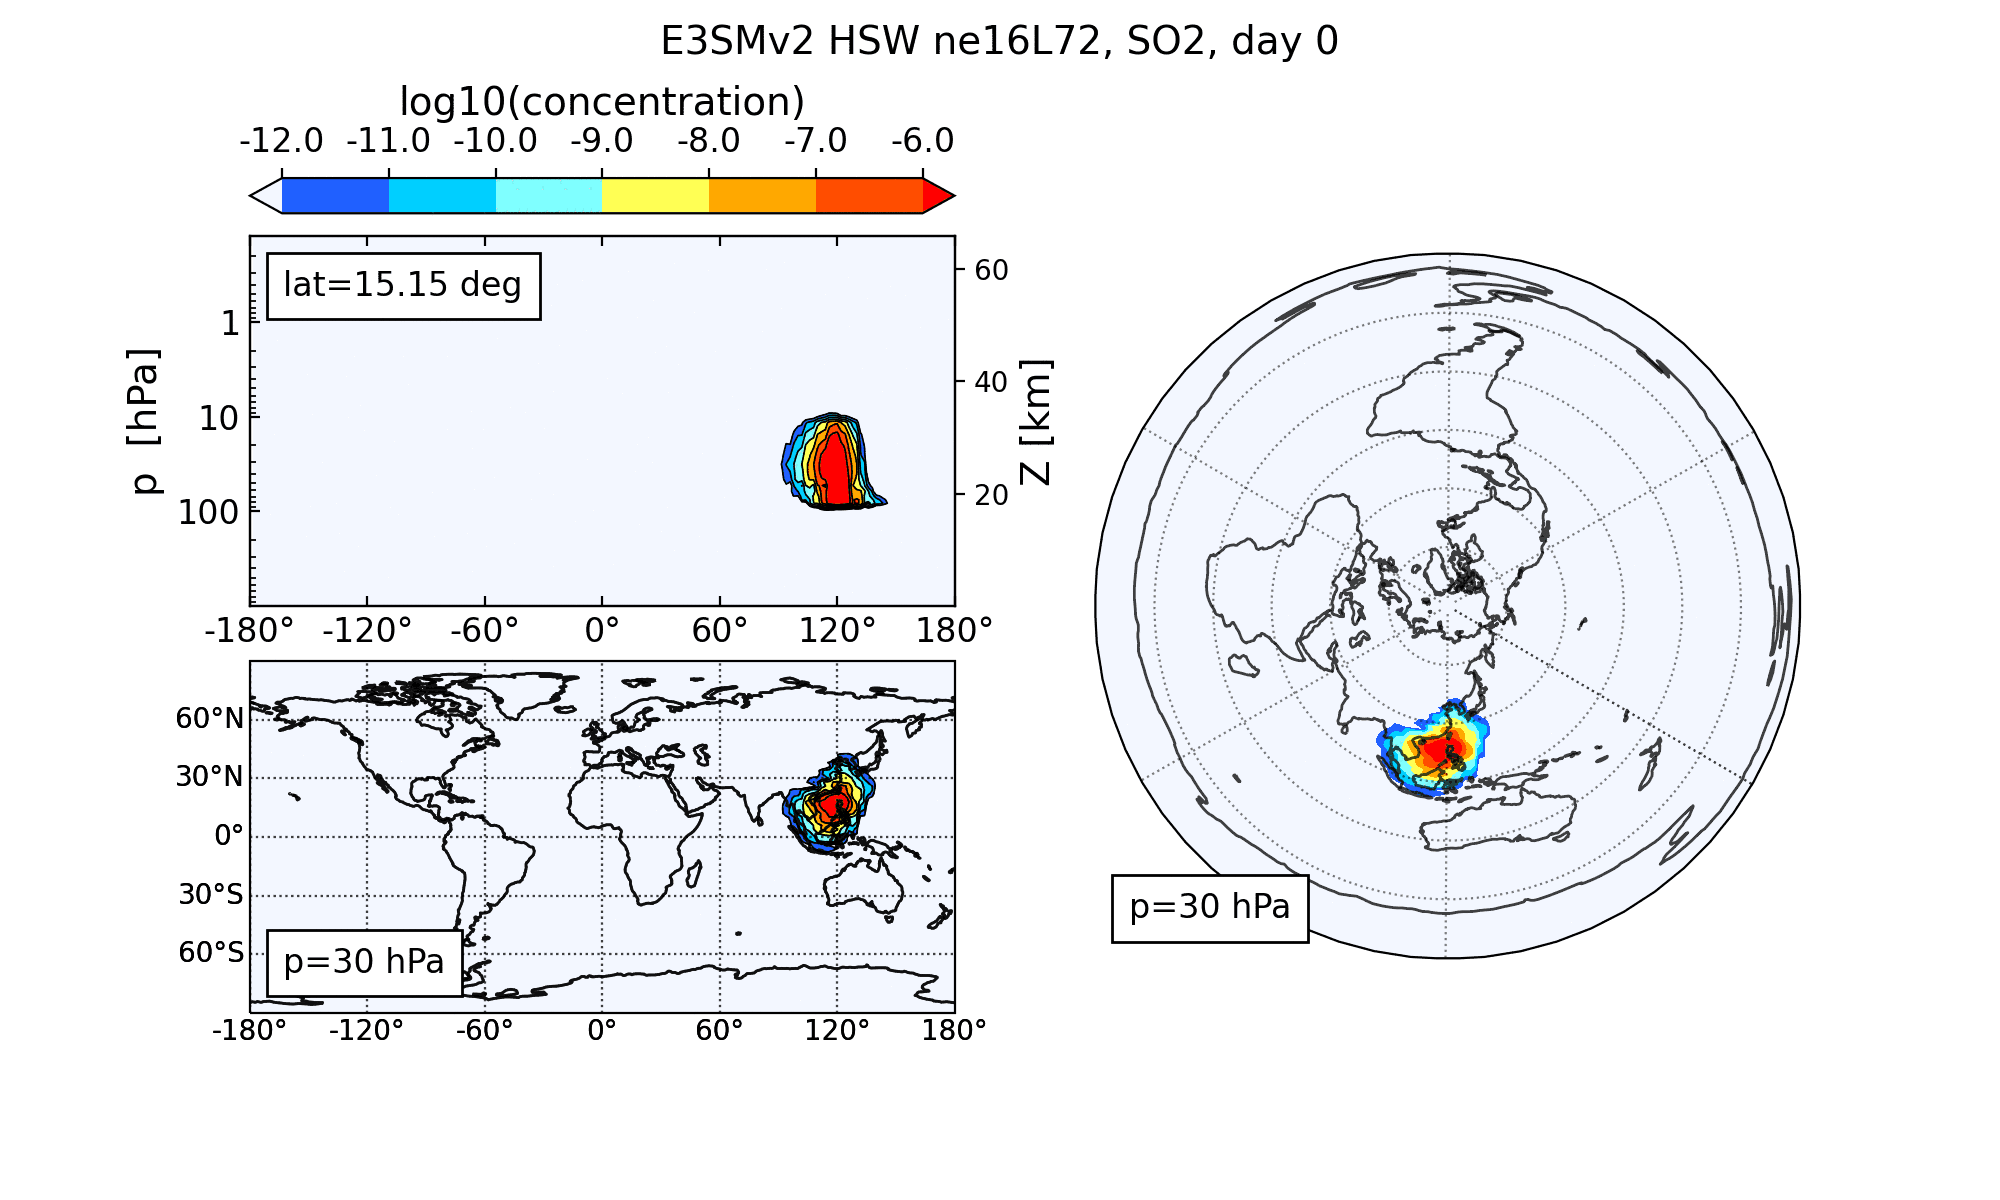 E3SMv2 HSW ne16L72, SO2, day 0
log10(concentration)
-12.0 -11.0 -10.0 -9.0 -8.0 -7.0 -6.0
lat=15.15 deg
p [hPa]
1
10
100
60
40
20
Z [km]
-180° -120° -60° 0° 60° 120° 180°
60°N
30°N
0°
30°S
60°S
p=30 hPa
-180° -120° -60° 0° 60° 120° 180°
p=30 hPa